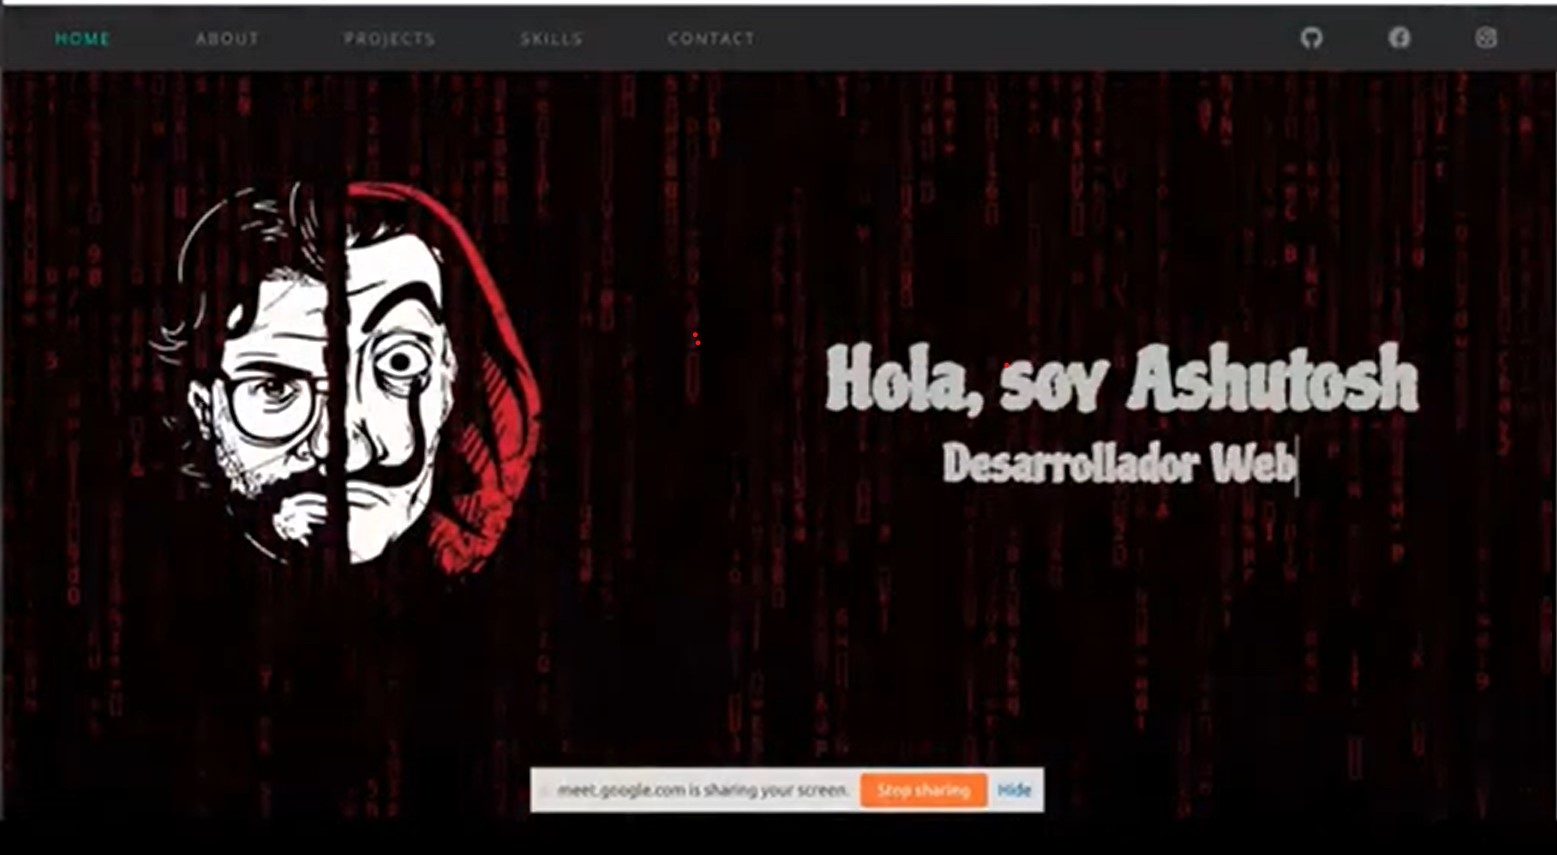 HOME ABOUT PROJECTS SKILLS CONTACT
Hola, soy Ashutosh
Desarrollador Web
meet.google.com is sharing your screen. Stop sharing Hide